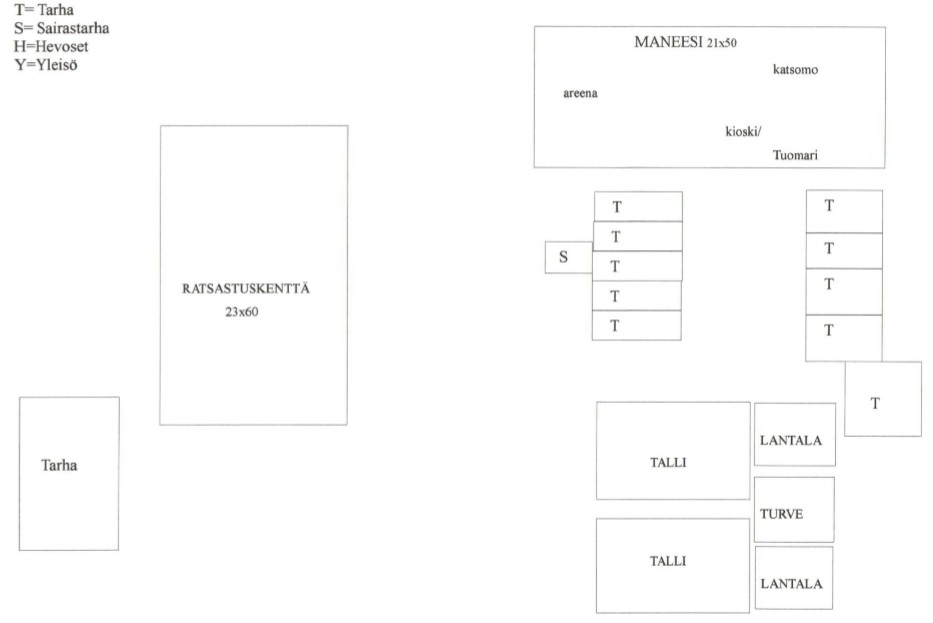 T= Tarha
S= Sairastarha
H=Hevoset
Y=Yleisö
MANEESI 21x50
katsomo
areena
kioski/
Tuomari
T
T
T
T
T
S
T
T
T
T
T
RATSASTUSKENTTÄ
23x60
Tarha
TALLI
LANTALA
TURVE
TALLI
LANTALA